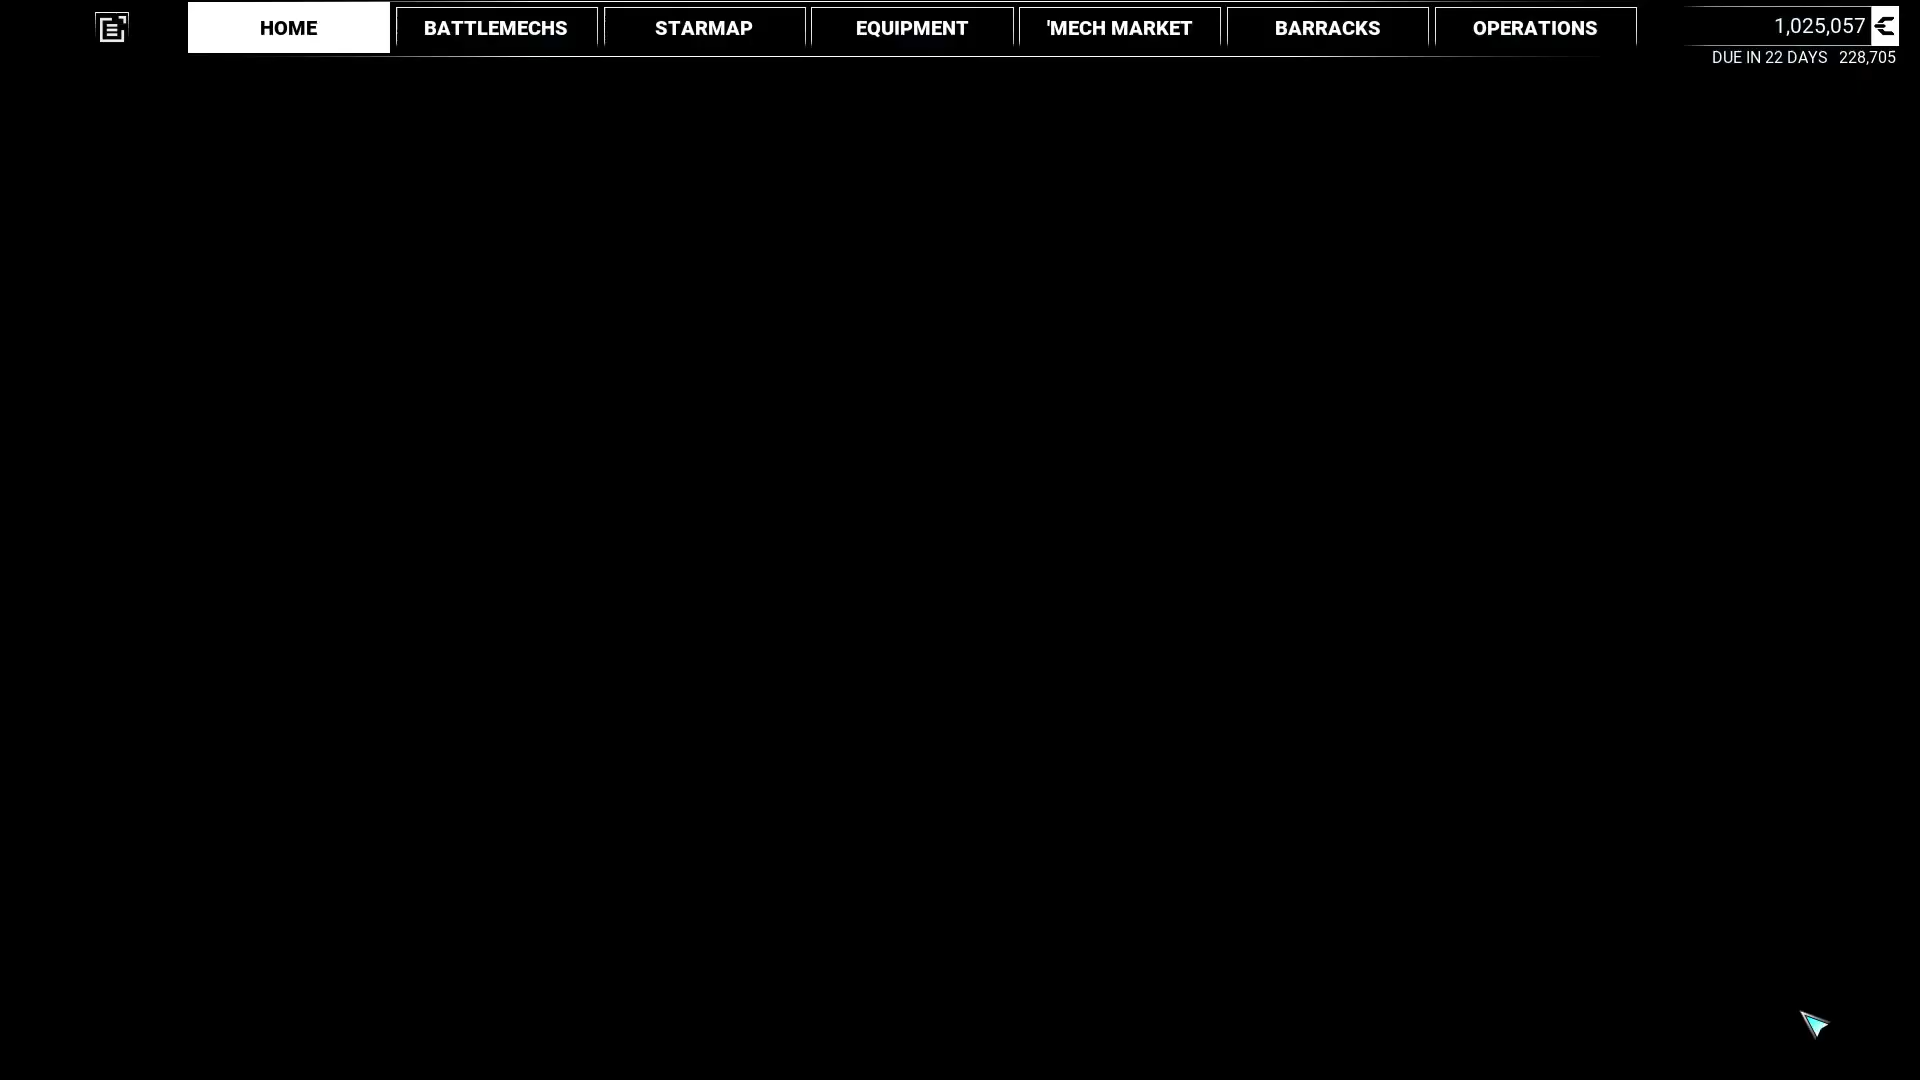 HOME
BATTLEMECHS
STARMAP
EQUIPMENT
'MECH MARKET
BARRACKS
OPERATIONS
1,025,057
DUE IN 22 DAYS 228,705